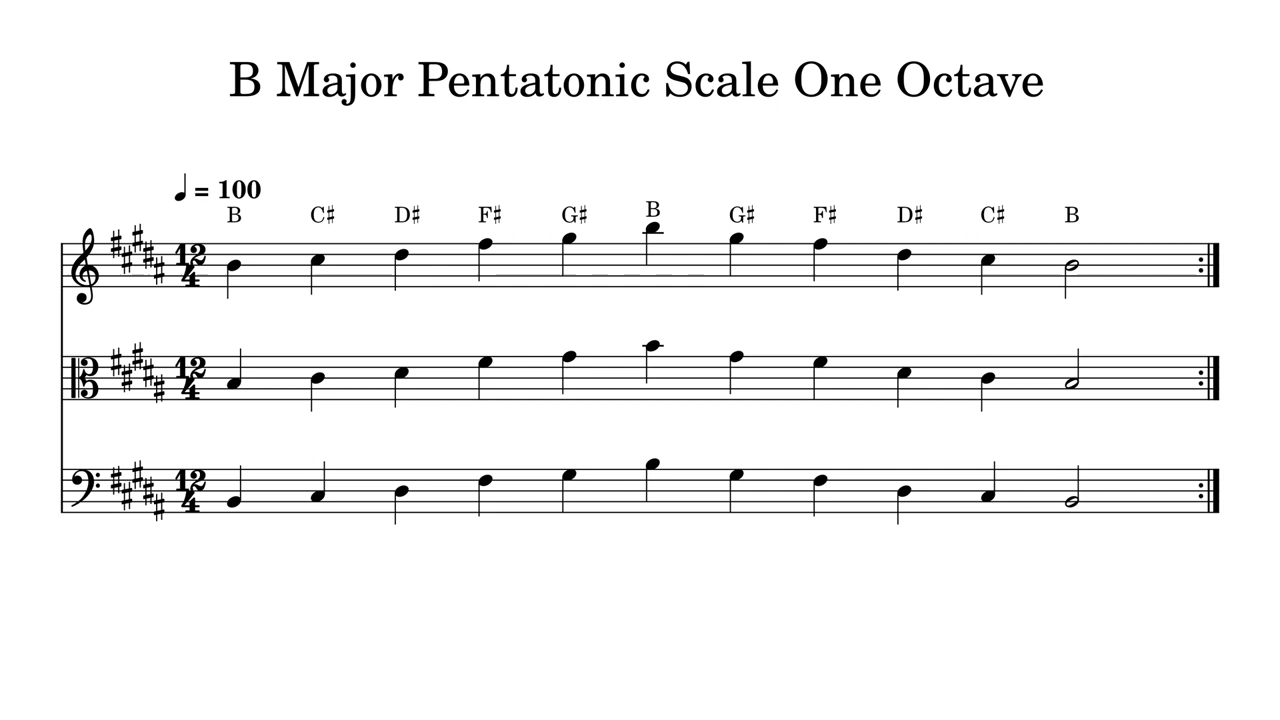 B Major Pentatonic Scale One Octave
♩ = 100
B C♯ D♯ F♯ G♯ B G♯ F♯ D♯ C♯ B
12
4
12
4
12
4